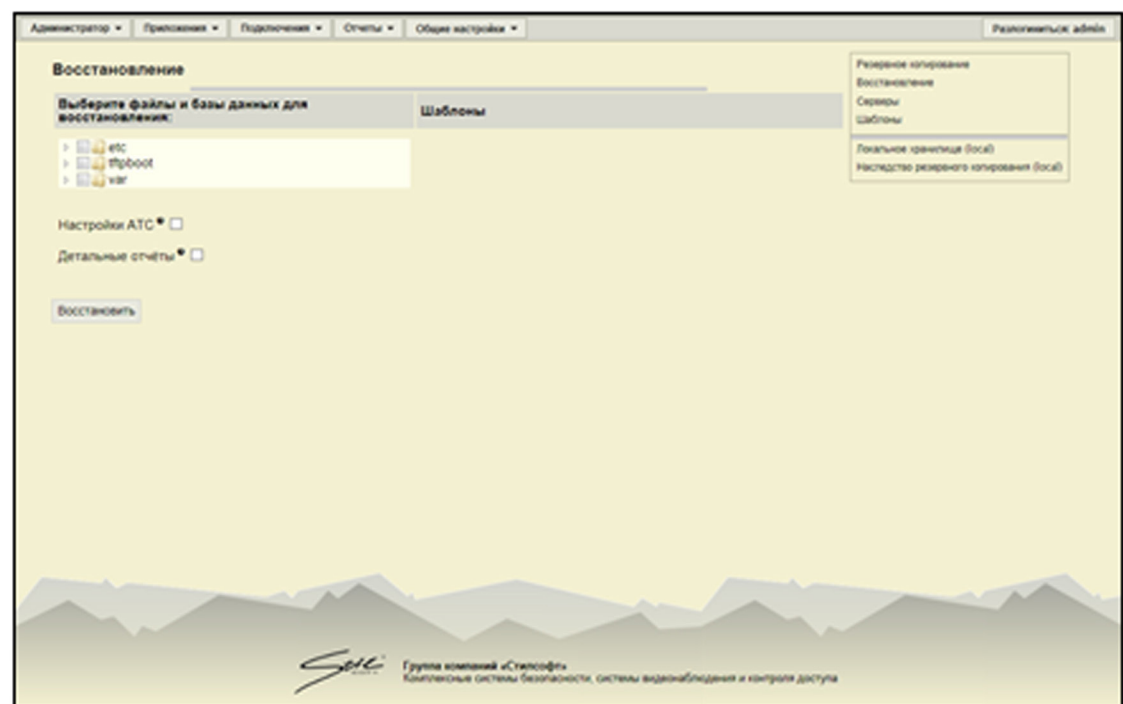 Администратор Приложения Подключения Отчеты Общие настройки Разлогиниться: admin
Восстановление
Выберите файлы и базы данных для
восстановления:
Шаблоны
etc
tftpboot
var
Настройки АТС
Детальные отчёты
Восстановить
Резервное копирование
Восстановление
Серверы
Шаблоны
Локальное хранилище (local)
Наследство резервного копирования (local)
Группа компаний «Стилсофт»
Комплексные системы безопасности, системы видеонаблюдения и контроля доступа